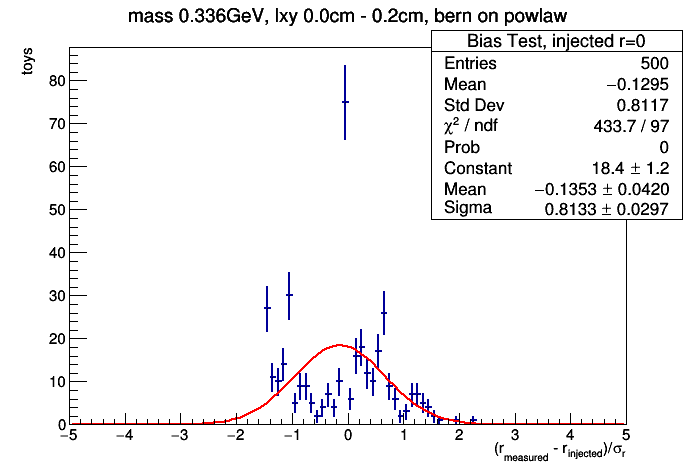 mass 0.336GeV, lxy 0.0cm - 0.2cm, bern on powlaw
toys
Bias Test, injected r=0
Entries 500
Mean −0.1295
Std Dev 0.8117
χ² / ndf 433.7 / 97
Prob 0
Constant 18.4 ± 1.2
Mean −0.1353 ± 0.0420
Sigma 0.8133 ± 0.0297
80
70
60
50
40
30
20
10
0
−5 −4 −3 −2 −1 0 1 2 3 4 5
(r_measured - r_injected)/σ_r